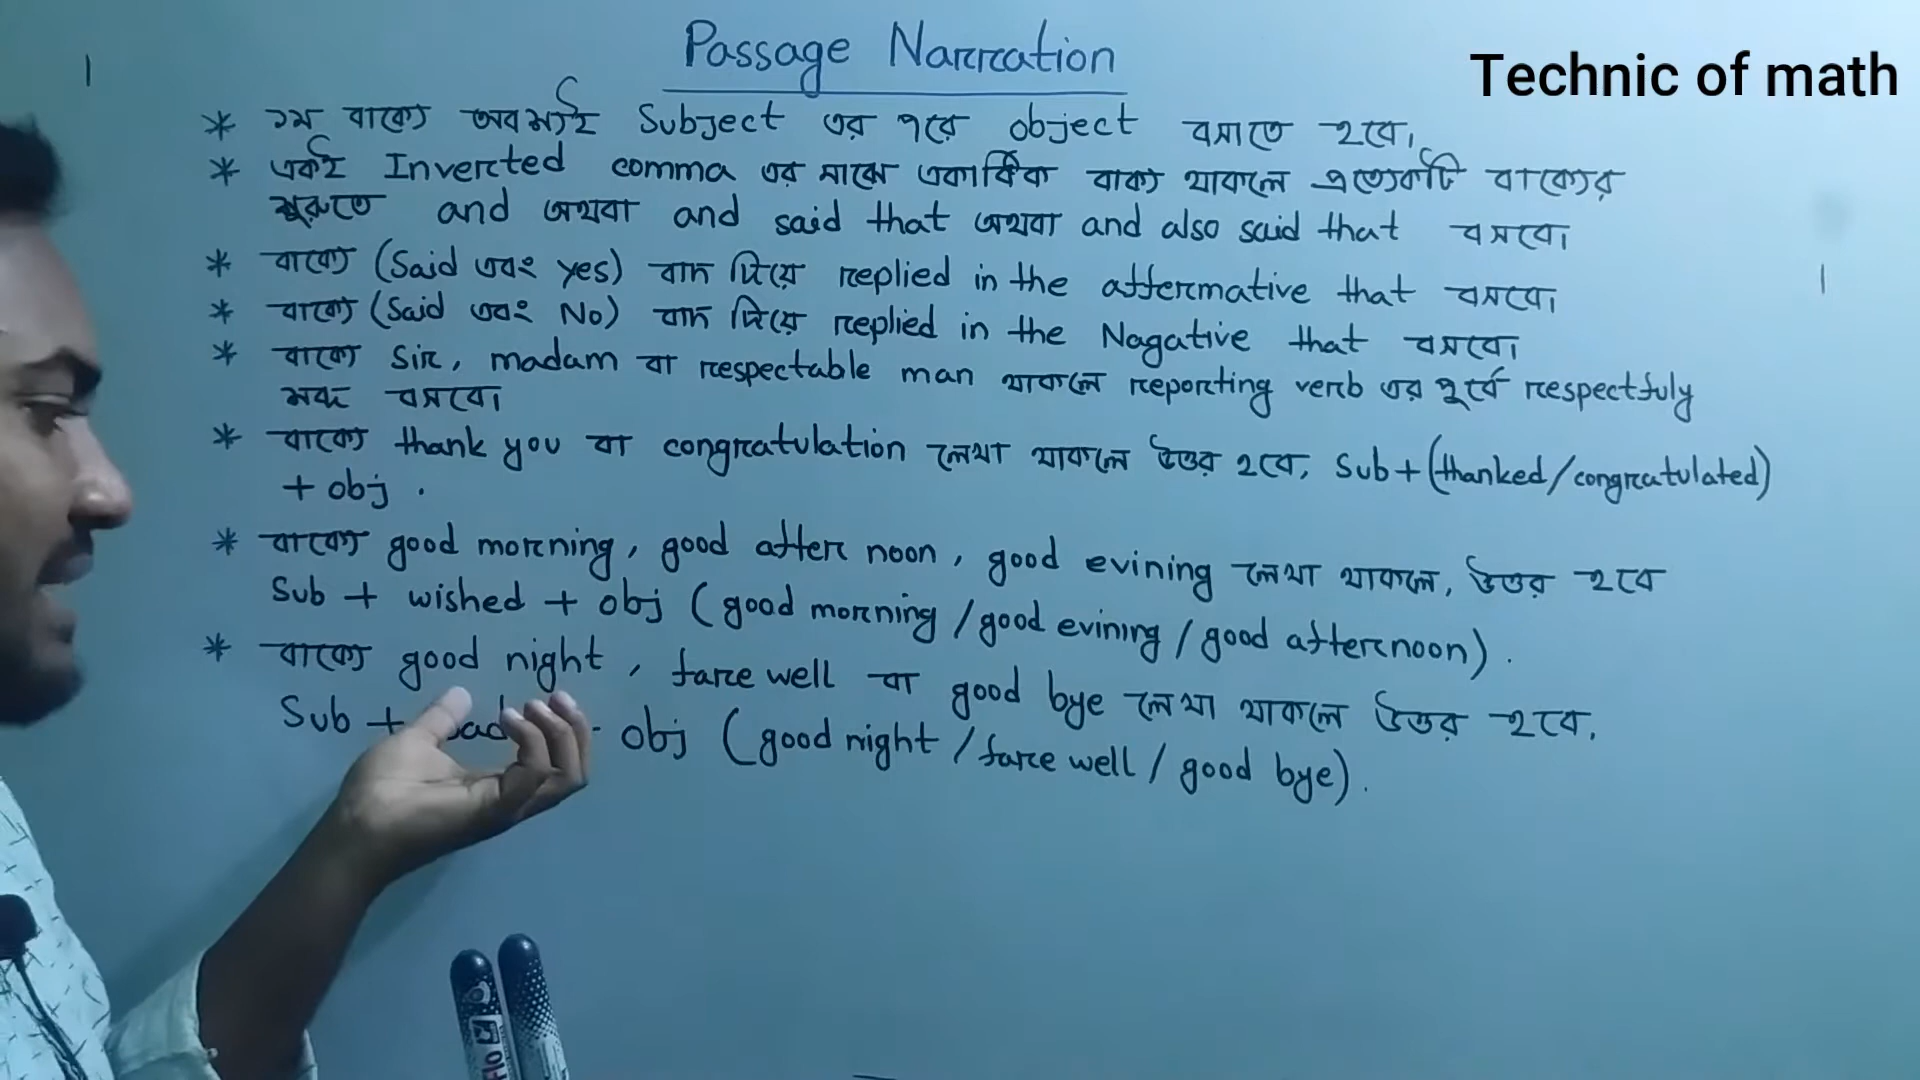 Passage Narration
Technic of math
* ১ম বাক্যে অবশ্যই Subject এর পরে object বসাতে হবে।
* একই Inverted comma এর মাঝে একাধিক বাক্য থাকলে প্রত্যেকটি বাক্যের
শুরুতে and অথবা and said that অথবা and also said that বসবে।
* বাক্যে (Said এবং yes) বাদ দিয়ে replied in the affermative that বসবে।
* বাক্যে (Said এবং No) বাদ দিয়ে replied in the Nagative that বসবে।
* বাক্যে Sir, madam বা respectable man থাকলে reporting verb এর পূর্বে respectfuly
শব্দ বসবে।
* বাক্যে thank you বা congratulation লেখা থাকলে উত্তর হবে, Sub + (thanked/congratulated)
+ obj .
* বাক্যে good morning, good after noon, good evining লেখা থাকলে, উত্তর হবে
Sub + wished + obj (good morning / good evining / good afternoon).
* বাক্যে good night, fare well বা good bye লেখা থাকলে উত্তর হবে,
Sub + obj (good night / fare well / good bye).